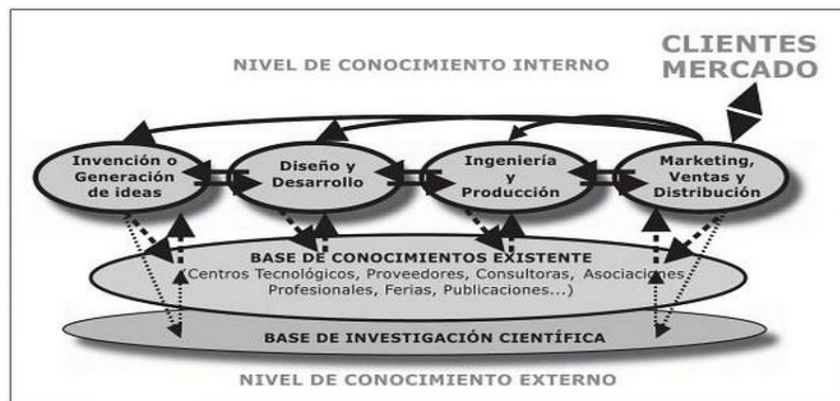 CLIENTES
MERCADO
NIVEL DE CONOCIMIENTO INTERNO
Invención o
Generación
de ideas
Diseño y
Desarrollo
Ingeniería
y
Producción
Marketing,
Ventas y
Distribución
BASE DE CONOCIMIENTOS EXISTENTE
(Centros Tecnológicos, Proveedores, Consultoras, Asociaciones
Profesionales, Ferias, Publicaciones...)
BASE DE INVESTIGACIÓN CIENTÍFICA
NIVEL DE CONOCIMIENTO EXTERNO